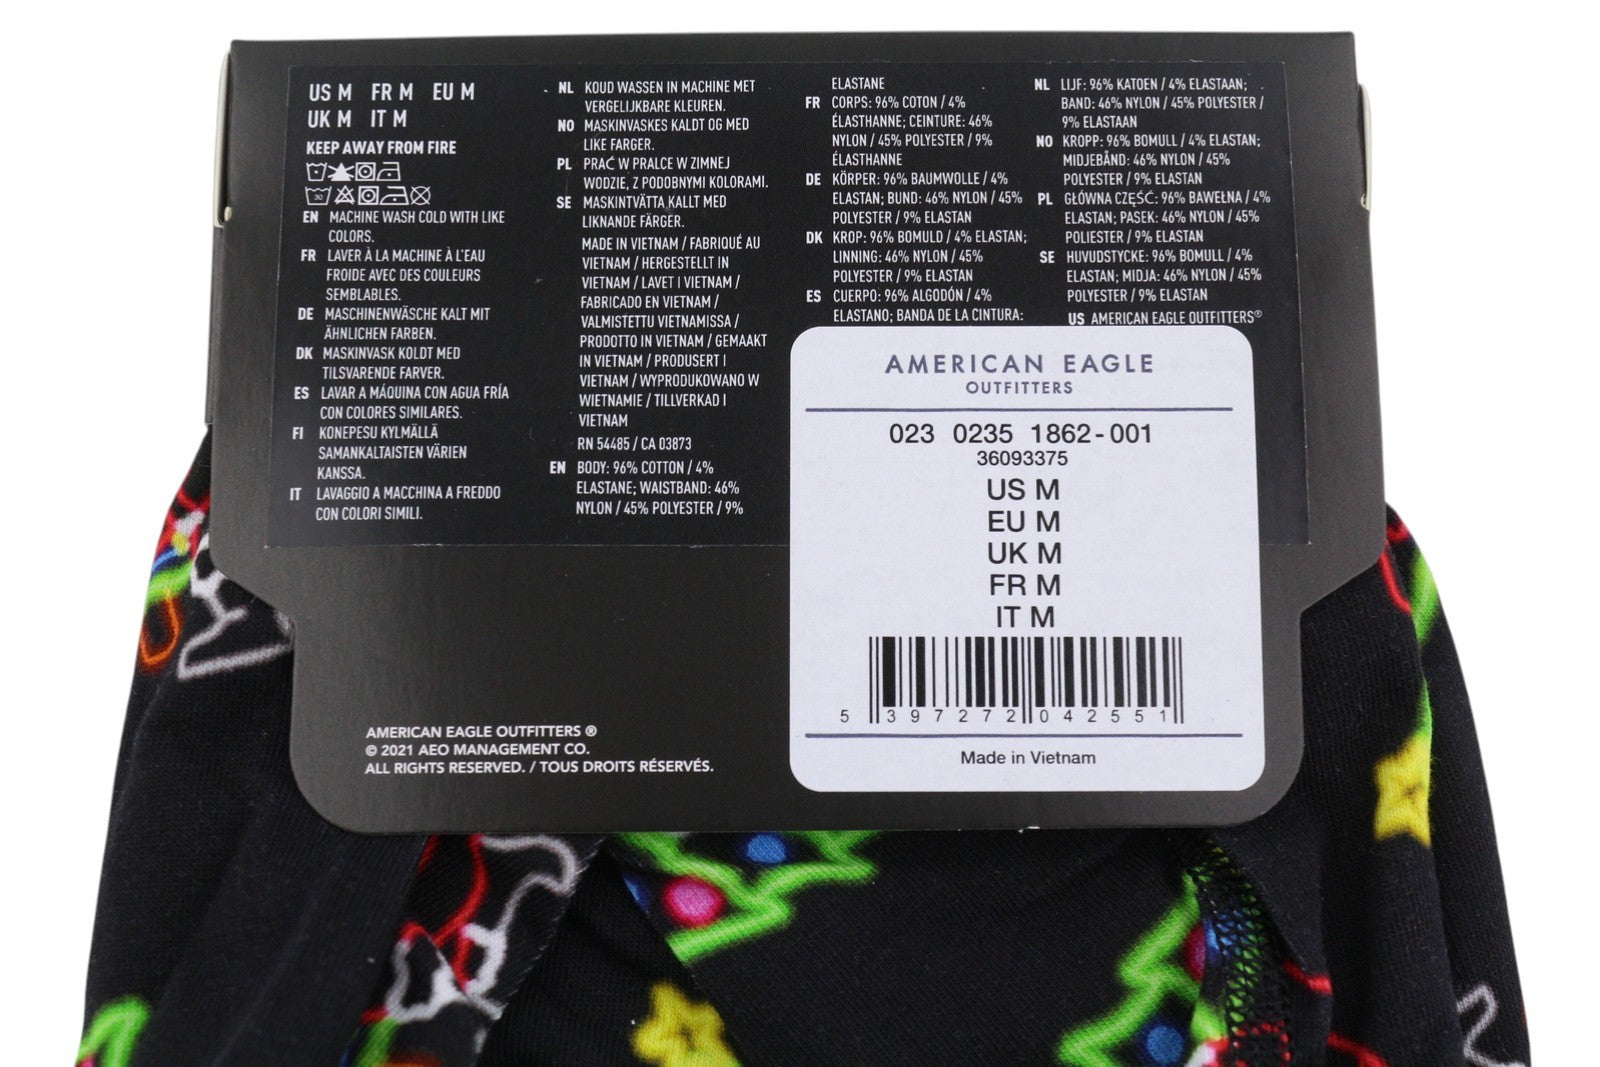 US M FR M EU M
UK M IT M
KEEP AWAY FROM FIRE
30
EN MACHINE WASH COLD WITH LIKE
COLORS.
FR LAVER À LA MACHINE À L'EAU
FROIDE AVEC DES COULEURS
SEMBLABLES.
DE MASCHINENWÄSCHE KALT MIT
ÄHNLICHEN FARBEN.
DK MASKINVASK KOLDT MED
TILSVARENDE FARVER.
ES LAVAR A MÁQUINA CON AGUA FRÍA
CON COLORES SIMILARES.
FI KONEPESU KYLMÄLLÄ
SAMANKALTAISTEN VÄRIEN
KANSSA.
IT LAVAGGIO A MACCHINA A FREDDO
CON COLORI SIMILI.
NL KOUD WASSEN IN MACHINE MET
VERGELIJKBARE KLEUREN.
NO MASKINVASKES KALDT OG MED
LIKE FARGER.
PL PRAĆ W PRALCE W ZIMNEJ
WODZIE, Z PODOBNYMI KOLORAMI.
SE MASKINTVÄTTA KALLT MED
LIKNANDE FÄRGER.
MADE IN VIETNAM / FABRIQUÉ AU
VIETNAM / HERGESTELLT IN
VIETNAM / LAVET I VIETNAM /
FABRICADO EN VIETNAM /
VALMISTETTU VIETNAMISSA /
PRODOTTO IN VIETNAM / GEMAAKT
IN VIETNAM / PRODUSERT I
VIETNAM / WYPRODUKOWANO W
WIETNAMIE / TILLVERKAD I
VIETNAM
RN 54485 / CA 03873
EN BODY: 96% COTTON / 4%
ELASTANE; WAISTBAND: 46%
NYLON / 45% POLYESTER / 9%
ELASTANE
FR CORPS: 96% COTON / 4%
ÉLASTHANNE; CEINTURE: 46%
NYLON / 45% POLYESTER / 9%
ÉLASTHANNE
DE KÖRPER: 96% BAUMWOLLE / 4%
ELASTAN; BUND: 46% NYLON / 45%
POLYESTER / 9% ELASTAN
DK KROP: 96% BOMULD / 4% ELASTAN;
LINNING: 46% NYLON / 45%
POLYESTER / 9% ELASTAN
ES CUERPO: 96% ALGODÓN / 4%
ELASTANO; BANDA DE LA CINTURA:
NL LIJF: 96% KATOEN / 4% ELASTAAN;
BAND: 46% NYLON / 45% POLYESTER /
9% ELASTAAN
NO KROPP: 96% BOMULL / 4% ELASTAN;
MIDJEBÅND: 46% NYLON / 45%
POLYESTER / 9% ELASTAN
PL GŁÓWNA CZĘŚĆ: 96% BAWEŁNA / 4%
ELASTAN; PASEK: 46% NYLON / 45%
POLIESTER / 9% ELASTAN
SE HUVUDSTYCKE: 96% BOMULL / 4%
ELASTAN; MIDJA: 46% NYLON / 45%
POLYESTER / 9% ELASTAN
US AMERICAN EAGLE OUTFITTERS®
AMERICAN EAGLE
OUTFITTERS
023 0235 1862-001
36093375
US M
EU M
UK M
FR M
IT M
5 397272 042551
Made in Vietnam
AMERICAN EAGLE OUTFITTERS ®
© 2021 AEO MANAGEMENT CO.
ALL RIGHTS RESERVED. / TOUS DROITS RÉSERVÉS.